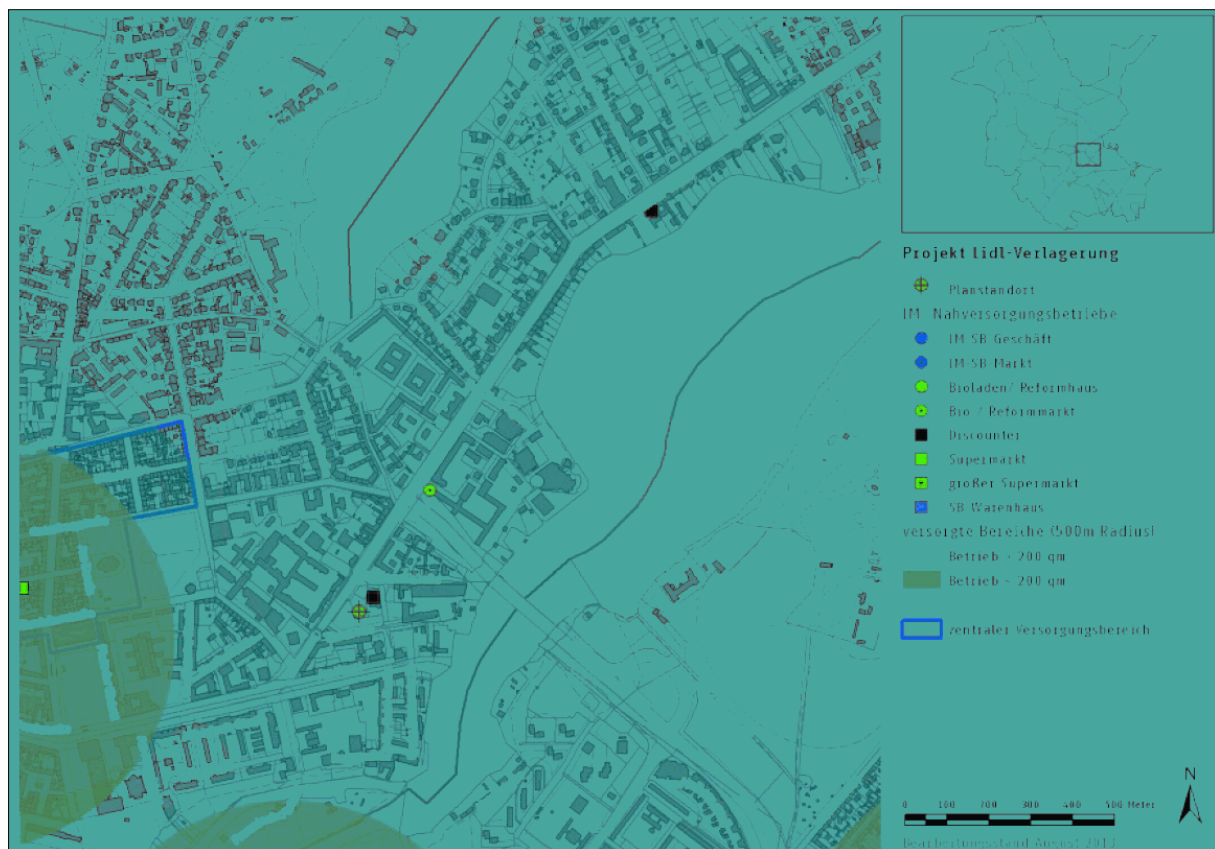 Projekt Lidl-Verlagerung
Planstandort
LM-Nahversorgungsbetriebe
LM-SB-Geschäft
LM-SB-Markt
Bioladen/ Reformhaus
Bio / Reformmarkt
Discounter
Supermarkt
großer Supermarkt
SB Warenhaus
versorgte Bereiche (500m Radius)
Betrieb 200 qm
Betrieb 200 qm
zentraler Versorgungsbereich
N
0 100 200 300 400 500 Meter
Bearbeitungsstand August